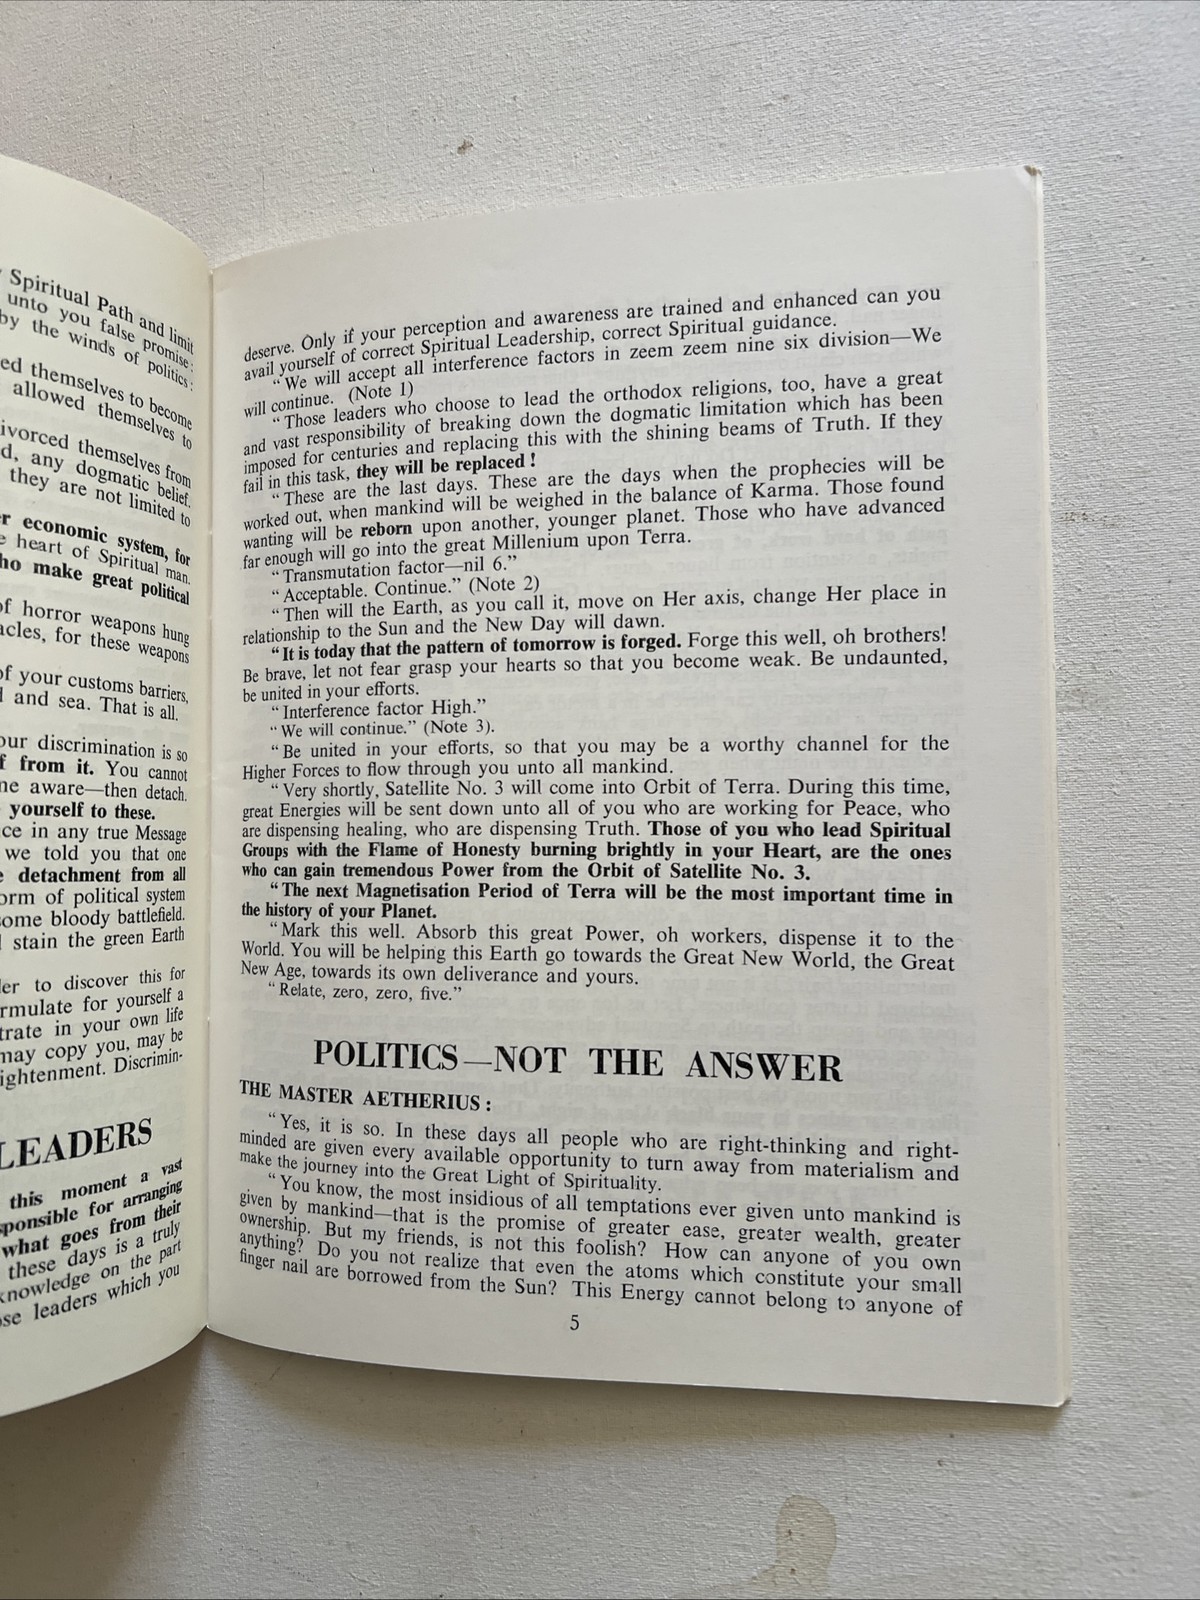 Spiritual Path and limit
unto you false promise
by the winds of politics
ed themselves to become
allowed themselves to
ivorced themselves from
d, any dogmatic belief.
they are not limited to
r economic system, for
heart of Spiritual man.
ho make great political
of horror weapons hung
acles, for these weapons
of your customs barriers,
and sea. That is all.
our discrimination is so
f from it. You cannot
ne aware—then detach.
yourself to these.
ce in any true Message
we told you that one
detachment from all
orm of political system
ome bloody battlefield.
stain the green Earth
er to discover this for
rmulate for yourself a
trate in your own life
may copy you, may be
ightenment. Discrimin-
LEADERS
this moment a vast
sponsible for arranging
what goes from their
these days is a truly
knowledge on the part
se leaders which you
deserve. Only if your perception and awareness are trained and enhanced can you
avail yourself of correct Spiritual Leadership, correct Spiritual guidance.
“We will accept all interference factors in zeem zeem nine six division—We
will continue. (Note 1)
“Those leaders who choose to lead the orthodox religions, too, have a great
and vast responsibility of breaking down the dogmatic limitation which has been
imposed for centuries and replacing this with the shining beams of Truth. If they
fail in this task, they will be replaced!
“These are the last days. These are the days when the prophecies will be
worked out, when mankind will be weighed in the balance of Karma. Those found
wanting will be reborn upon another, younger planet. Those who have advanced
far enough will go into the great Millenium upon Terra.
“Transmutation factor—nil 6.”
“Acceptable. Continue.” (Note 2)
“Then will the Earth, as you call it, move on Her axis, change Her place in
relationship to the Sun and the New Day will dawn.
“It is today that the pattern of tomorrow is forged. Forge this well, oh brothers!
Be brave, let not fear grasp your hearts so that you become weak. Be undaunted,
be united in your efforts.
“Interference factor High.”
“We will continue.” (Note 3).
“Be united in your efforts, so that you may be a worthy channel for the
Higher Forces to flow through you unto all mankind.
“Very shortly, Satellite No. 3 will come into Orbit of Terra. During this time,
great Energies will be sent down unto all of you who are working for Peace, who
are dispensing healing, who are dispensing Truth. Those of you who lead Spiritual
Groups with the Flame of Honesty burning brightly in your Heart, are the ones
who can gain tremendous Power from the Orbit of Satellite No. 3.
“The next Magnetisation Period of Terra will be the most important time in
the history of your Planet.
“Mark this well. Absorb this great Power, oh workers, dispense it to the
World. You will be helping this Earth go towards the Great New World, the Great
New Age, towards its own deliverance and yours.
“Relate, zero, zero, five.”
POLITICS—NOT THE ANSWER
THE MASTER AETHERIUS:
“Yes, it is so. In these days all people who are right-thinking and right-
minded are given every available opportunity to turn away from materialism and
make the journey into the Great Light of Spirituality.
“You know, the most insidious of all temptations ever given unto mankind is
given by mankind—that is the promise of greater ease, greater wealth, greater
ownership. But my friends, is not this foolish? How can anyone of you own
anything? Do you not realize that even the atoms which constitute your small
finger nail are borrowed from the Sun? This Energy cannot belong to anyone of
5